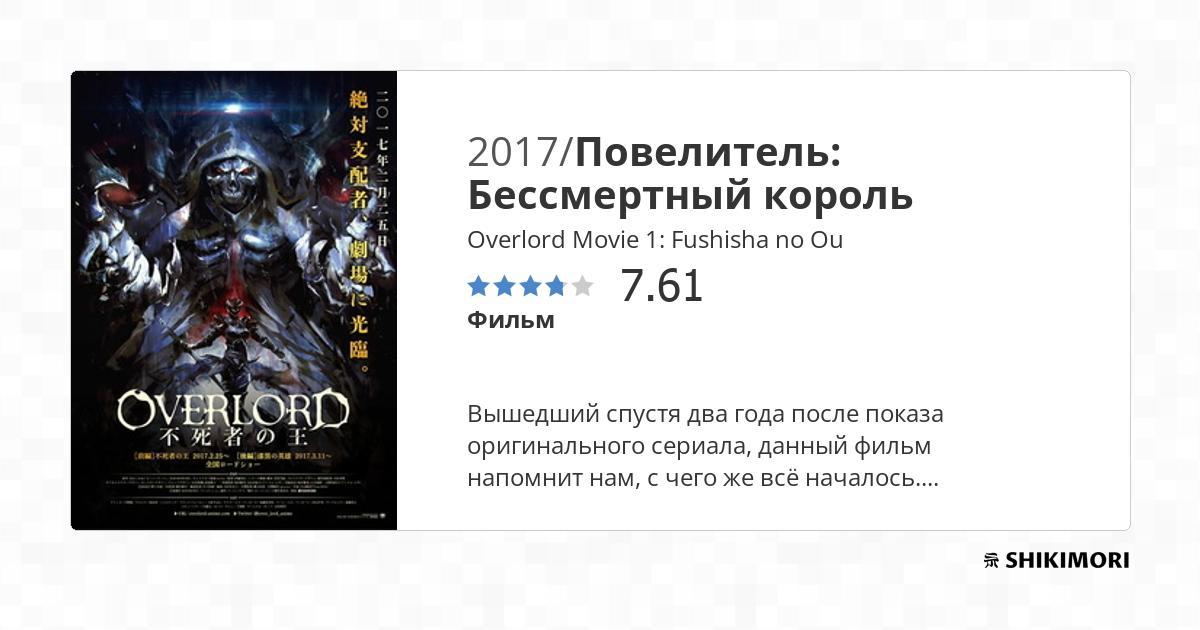 二〇一七年二月二五日
絶対支配者、劇場に光臨。
OVERLORD
不死者の王
[前編]不死者の王 2017.2.25〜 [後編]漆黒の英雄 2017.3.11〜
全国ロードショー
2017/Повелитель:
Бессмертный король
Overlord Movie 1: Fushisha no Ou
7.61
Фильм
Вышедший спустя два года после показа
оригинального сериала, данный фильм
напомнит нам, с чего же всё началось....
SHIKIMORI